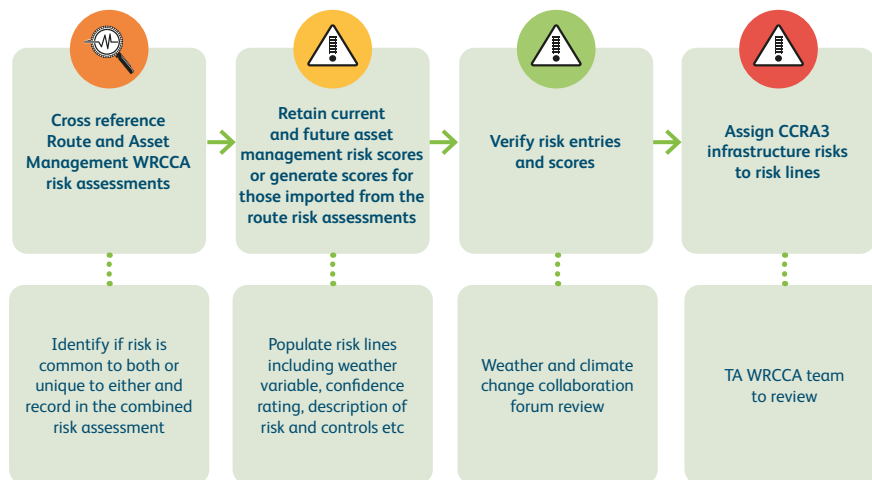 Cross reference
Route and Asset
Management WRCCA
risk assessments
Retain current
and future asset
management risk scores
or generate scores for
those imported from the
route risk assessments
Verify risk entries
and scores
Assign CCRA3
infrastructure risks
to risk lines
Identify if risk is
common to both or
unique to either and
record in the combined
risk assessment
Populate risk lines
including weather
variable, confidence
rating, description of
risk and controls etc
Weather and climate
change collaboration
forum review
TA WRCCA team
to review